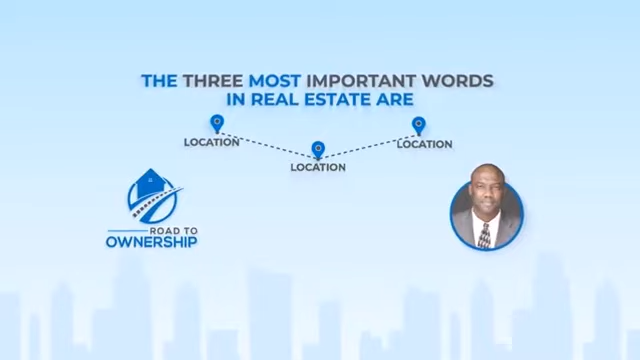 THE THREE MOST IMPORTANT WORDS
IN REAL ESTATE ARE
LOCATION
LOCATION
LOCATION
ROAD TO
OWNERSHIP